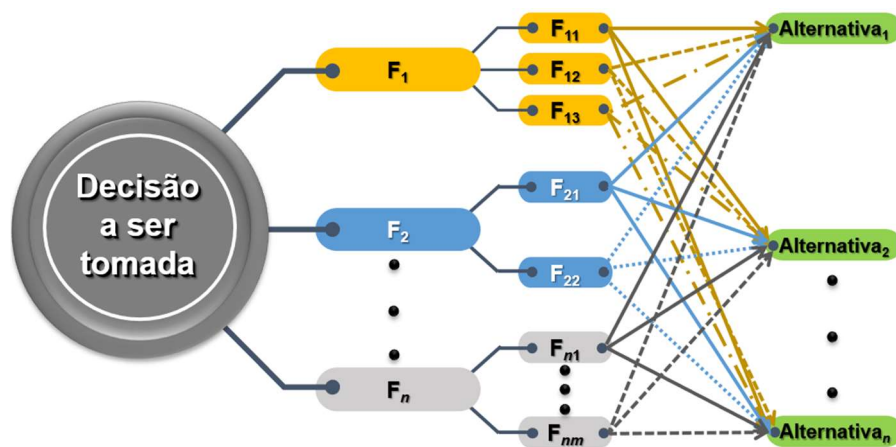 Decisão
a ser
tomada
F₁
F₁₁
F₁₂
F₁₃
F₂
F₂₁
F₂₂
Fₙ
Fₙ₁
Fₙₘ
Alternativa₁
Alternativa₂
Alternativaₙ